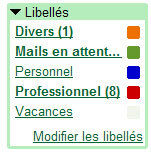 Libellés
Divers (1)
Mails en attent...
Personnel
Professionnel (8)
Vacances
Modifier les libellés